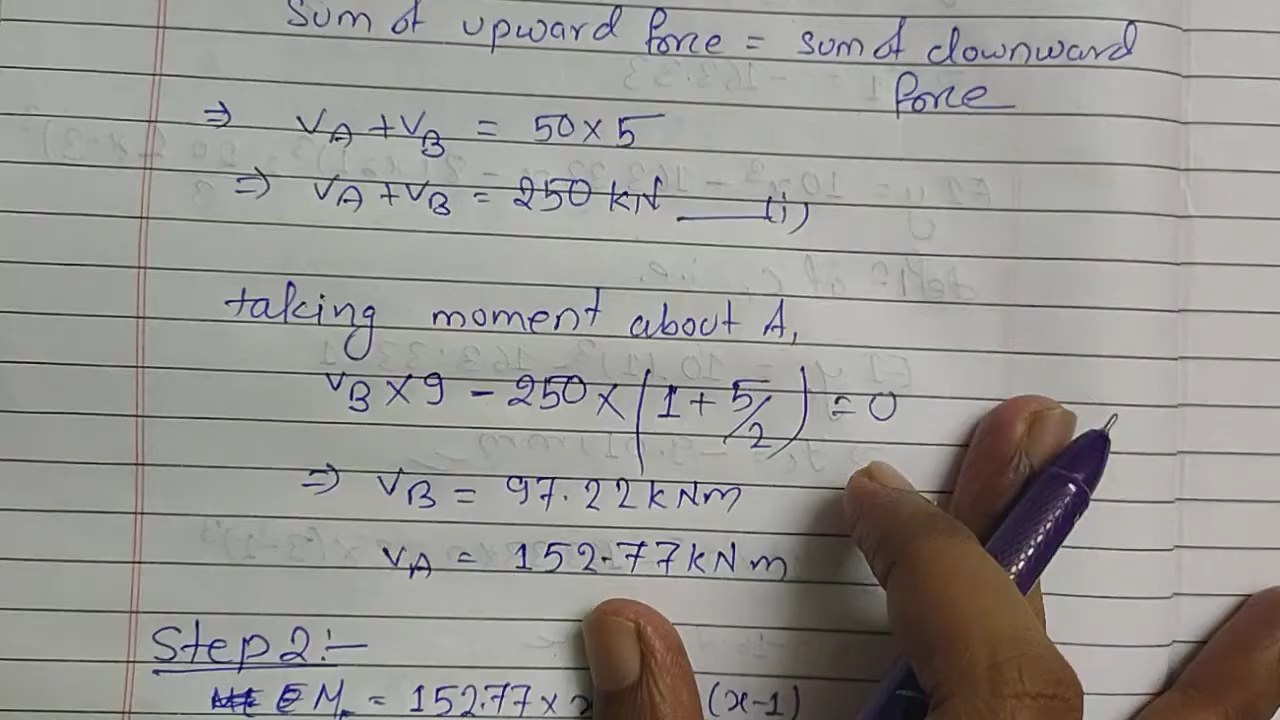 Sum of upward force = sum of downward
force
⇒ VA + VB = 50 × 5
⇒ VA + VB = 250 kN ——(i)
taking moment about A,
VB × 9 - 250 × (1 + 5/2) = 0
⇒ VB = 97.22 kNm
VA = 152.77 kNm
Step 2:-
= 152.77 × (x-1)